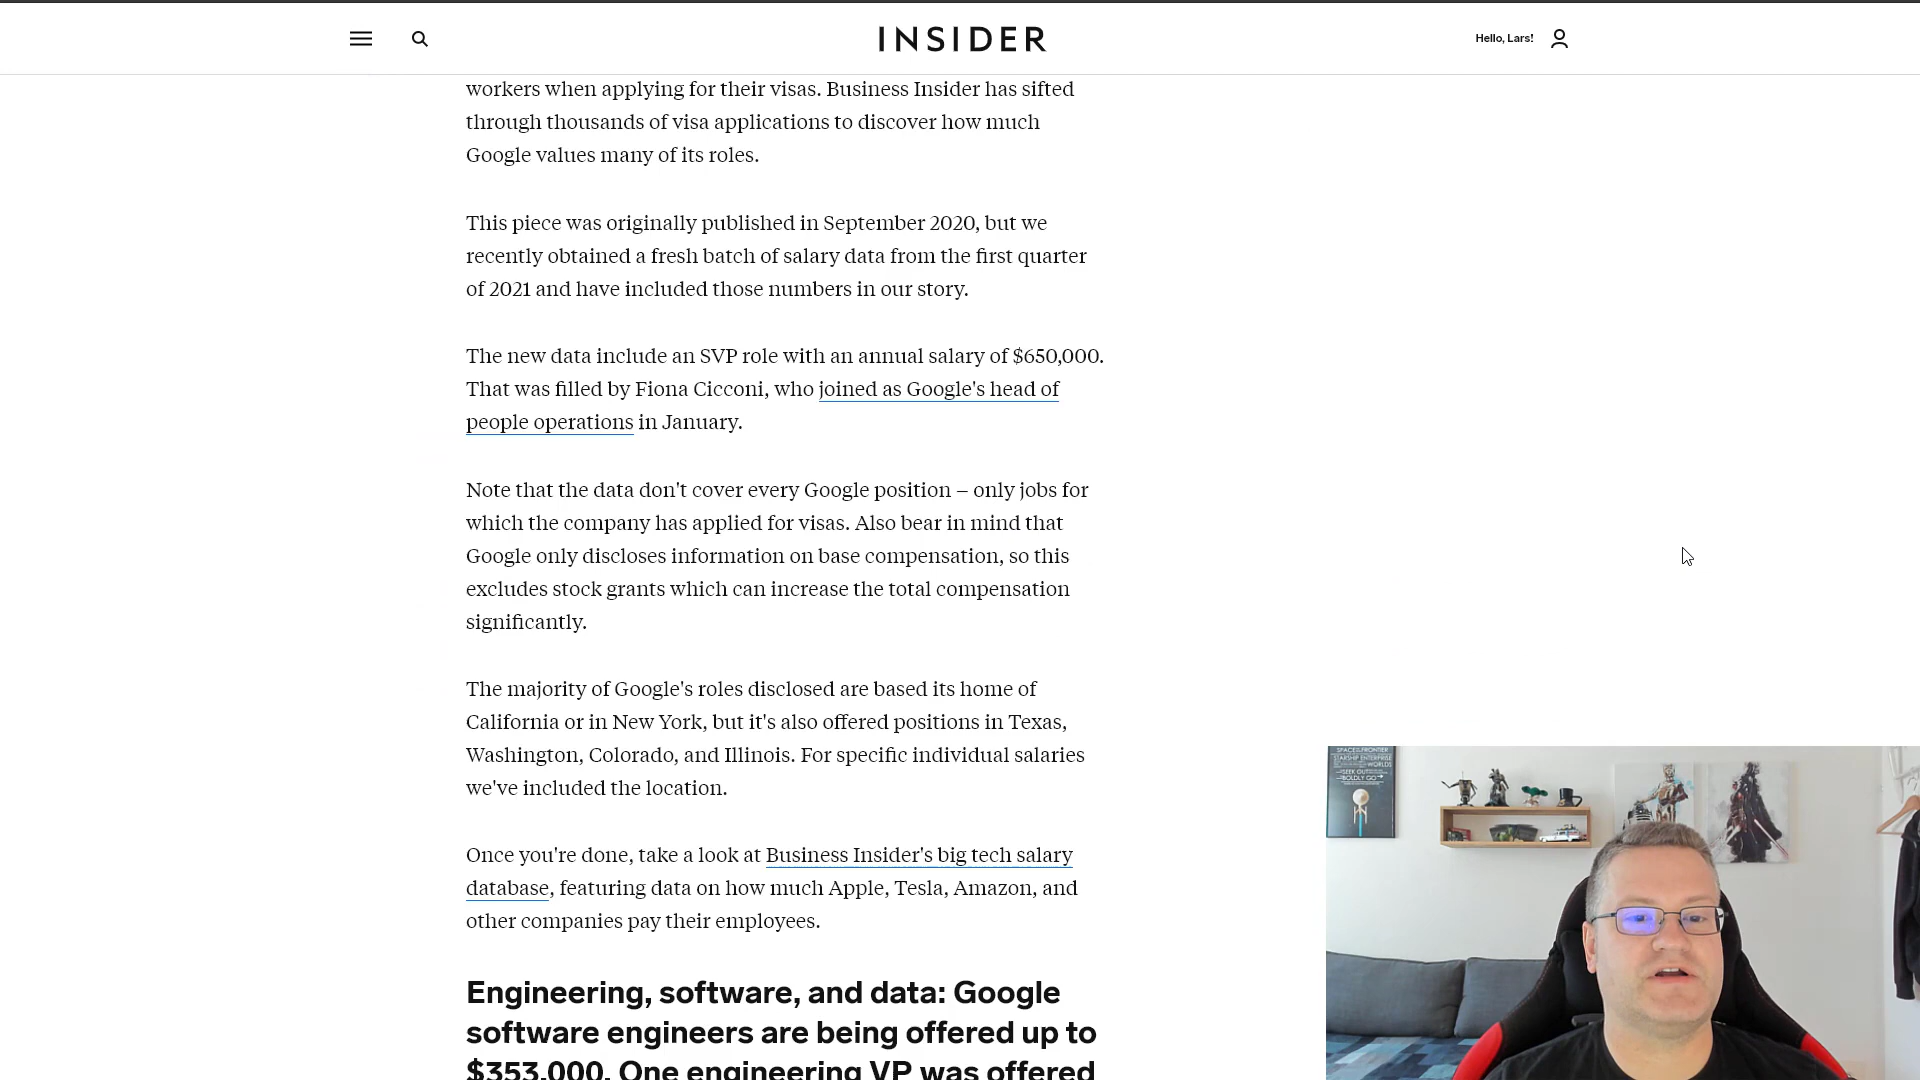 INSIDER
Hello, Lars!
workers when applying for their visas. Business Insider has sifted
through thousands of visa applications to discover how much
Google values many of its roles.
This piece was originally published in September 2020, but we
recently obtained a fresh batch of salary data from the first quarter
of 2021 and have included those numbers in our story.
The new data include an SVP role with an annual salary of $650,000.
That was filled by Fiona Cicconi, who joined as Google's head of
people operations in January.
Note that the data don't cover every Google position – only jobs for
which the company has applied for visas. Also bear in mind that
Google only discloses information on base compensation, so this
excludes stock grants which can increase the total compensation
significantly.
The majority of Google's roles disclosed are based its home of
California or in New York, but it's also offered positions in Texas,
Washington, Colorado, and Illinois. For specific individual salaries
we've included the location.
Once you're done, take a look at Business Insider's big tech salary
database, featuring data on how much Apple, Tesla, Amazon, and
other companies pay their employees.
Engineering, software, and data: Google
software engineers are being offered up to
$353,000. One engineering VP was offered
STARSHIP ENTERPRISE
WORLDS
SEEK OUT
BOLDLY GO